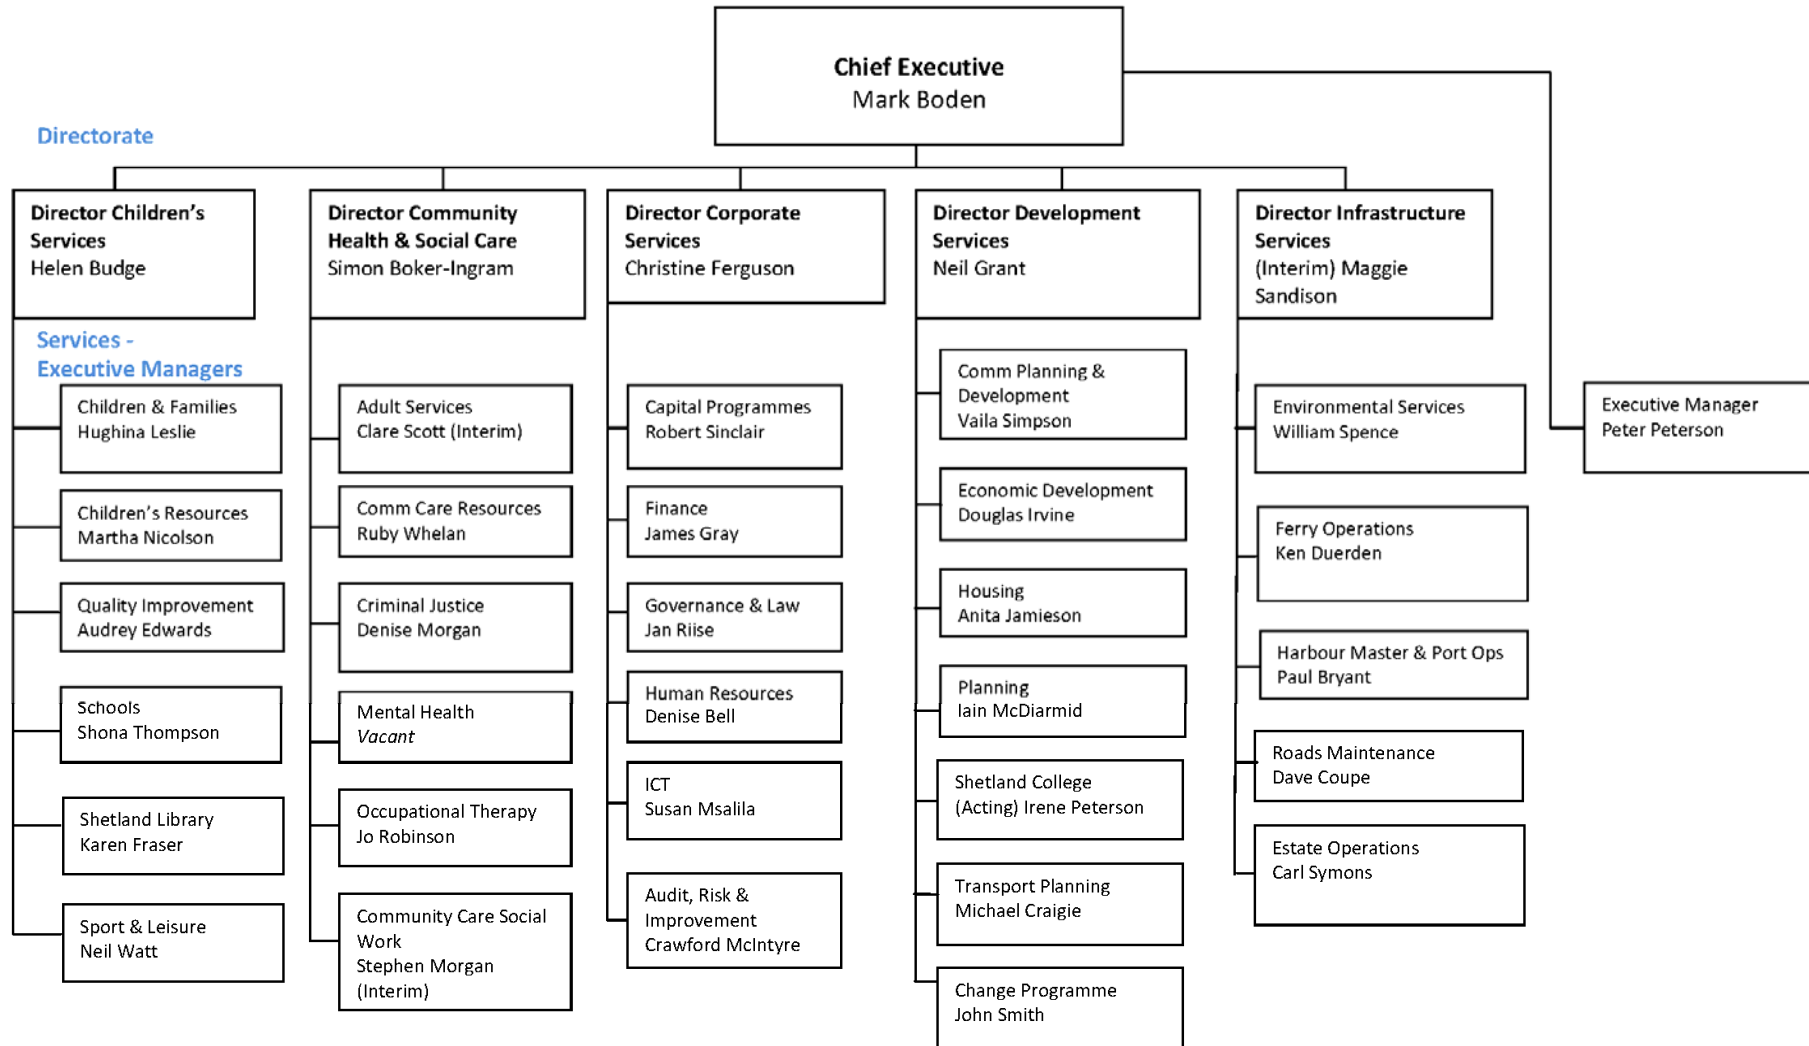 Chief Executive
Mark Boden
Directorate
Director Children's
Services
Helen Budge
Director Community
Health & Social Care
Simon Boker-Ingram
Director Corporate
Services
Christine Ferguson
Director Development
Services
Neil Grant
Director Infrastructure
Services
(Interim) Maggie
Sandison
Services -
Executive Managers
Children & Families
Hughina Leslie
Children's Resources
Martha Nicolson
Quality Improvement
Audrey Edwards
Schools
Shona Thompson
Shetland Library
Karen Fraser
Sport & Leisure
Neil Watt
Adult Services
Clare Scott (Interim)
Comm Care Resources
Ruby Whelan
Criminal Justice
Denise Morgan
Mental Health
Vacant
Occupational Therapy
Jo Robinson
Community Care Social
Work
Stephen Morgan
(Interim)
Capital Programmes
Robert Sinclair
Finance
James Gray
Governance & Law
Jan Riise
Human Resources
Denise Bell
ICT
Susan Msalila
Audit, Risk &
Improvement
Crawford McIntyre
Comm Planning &
Development
Vaila Simpson
Economic Development
Douglas Irvine
Housing
Anita Jamieson
Planning
Iain McDiarmid
Shetland College
(Acting) Irene Peterson
Transport Planning
Michael Craigie
Change Programme
John Smith
Environmental Services
William Spence
Ferry Operations
Ken Duerden
Harbour Master & Port Ops
Paul Bryant
Roads Maintenance
Dave Coupe
Estate Operations
Carl Symons
Executive Manager
Peter Peterson